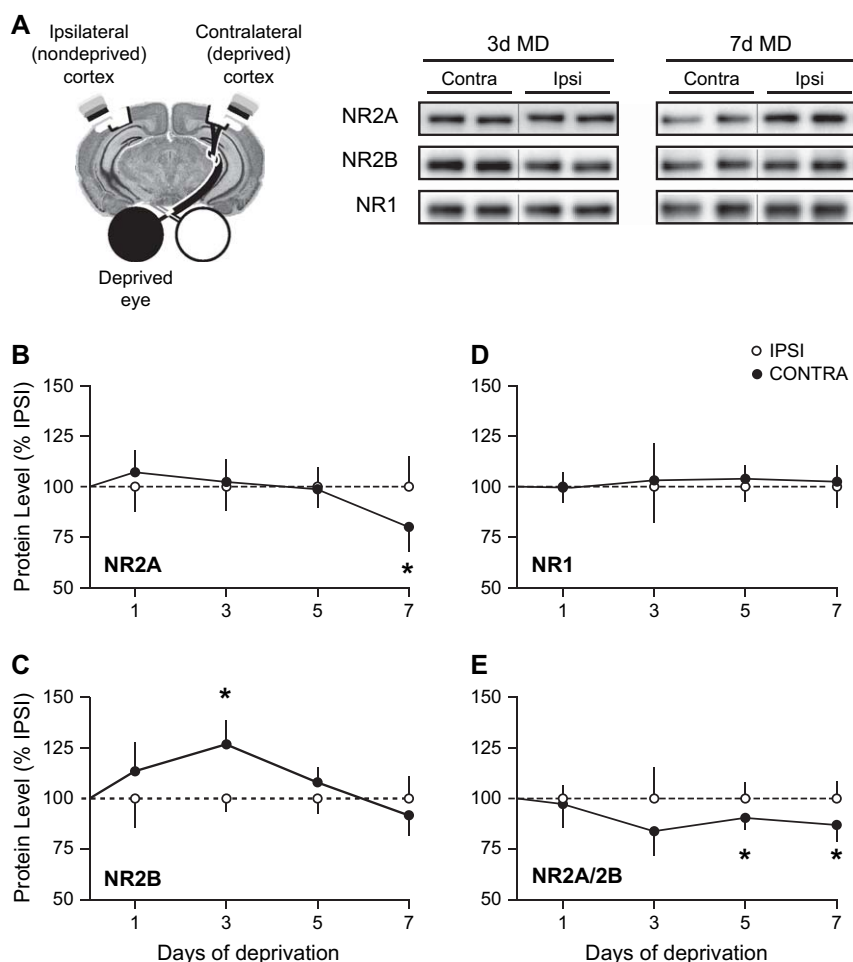 A
Ipsilateral
(nondeprived)
cortex
Contralateral
(deprived)
cortex
Deprived
eye
3d MD
7d MD
Contra
Ipsi
Contra
Ipsi
NR2A
NR2B
NR1
B
Protein Level (% IPSI)
150
125
100
75
50
NR2A
*
1
3
5
7
D
IPSI
CONTRA
150
125
100
75
50
NR1
1
3
5
7
C
Protein Level (% IPSI)
150
125
100
75
50
*
NR2B
1
3
5
7
Days of deprivation
E
150
125
100
75
50
*
*
NR2A/2B
1
3
5
7
Days of deprivation